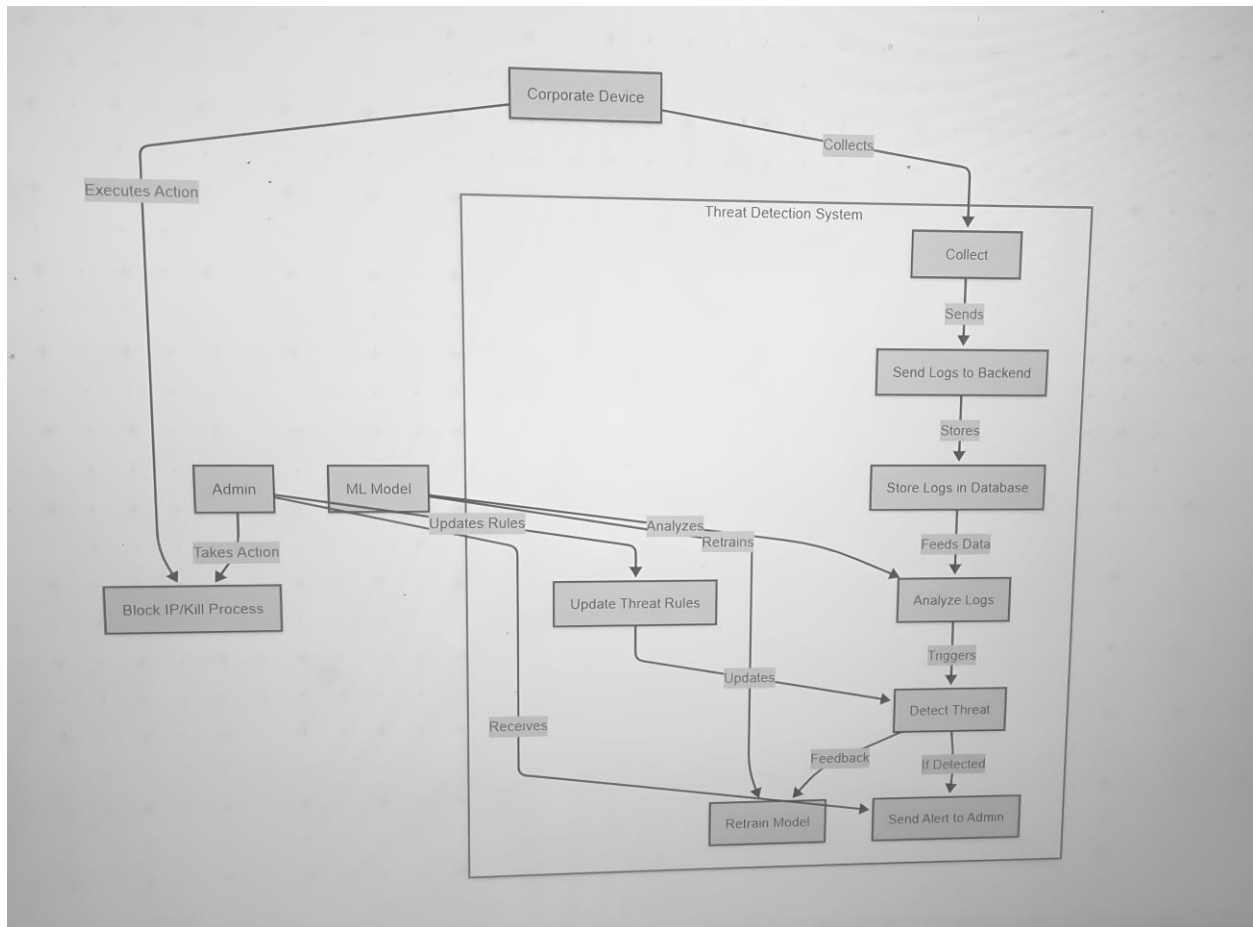 Corporate Device
Collects
Executes Action
Threat Detection System
Collect
Sends
Send Logs to Backend
Stores
Admin
ML Model
Store Logs in Database
Updates Rules
Analyzes
Retrains
Feeds Data
Takes Action
Block IP/Kill Process
Update Threat Rules
Analyze Logs
Triggers
Updates
Detect Threat
Receives
Feedback
If Detected
Retrain Model
Send Alert to Admin